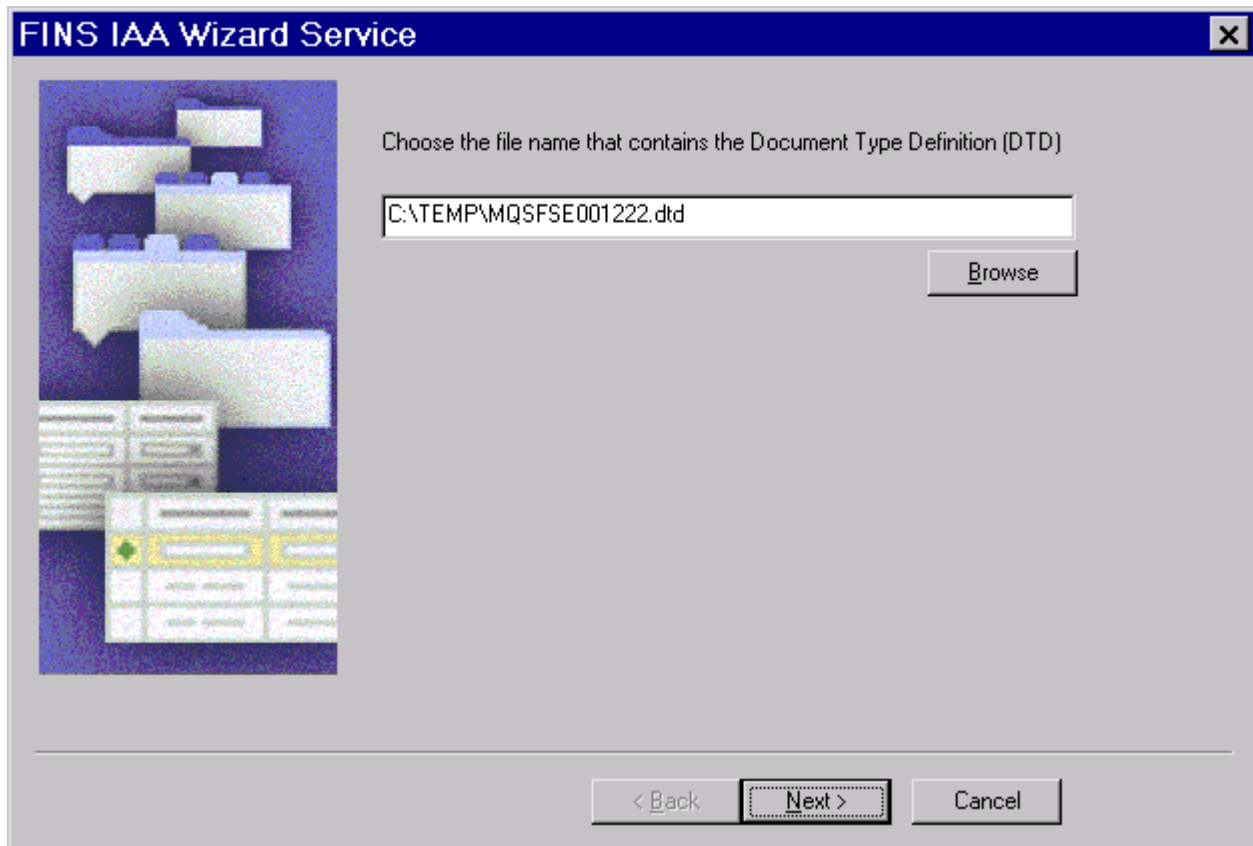 FINS IAA Wizard Service
Choose the file name that contains the Document Type Definition (DTD)
C:\TEMP\MQSFSE001222.dtd
Browse
< Back
Next >
Cancel